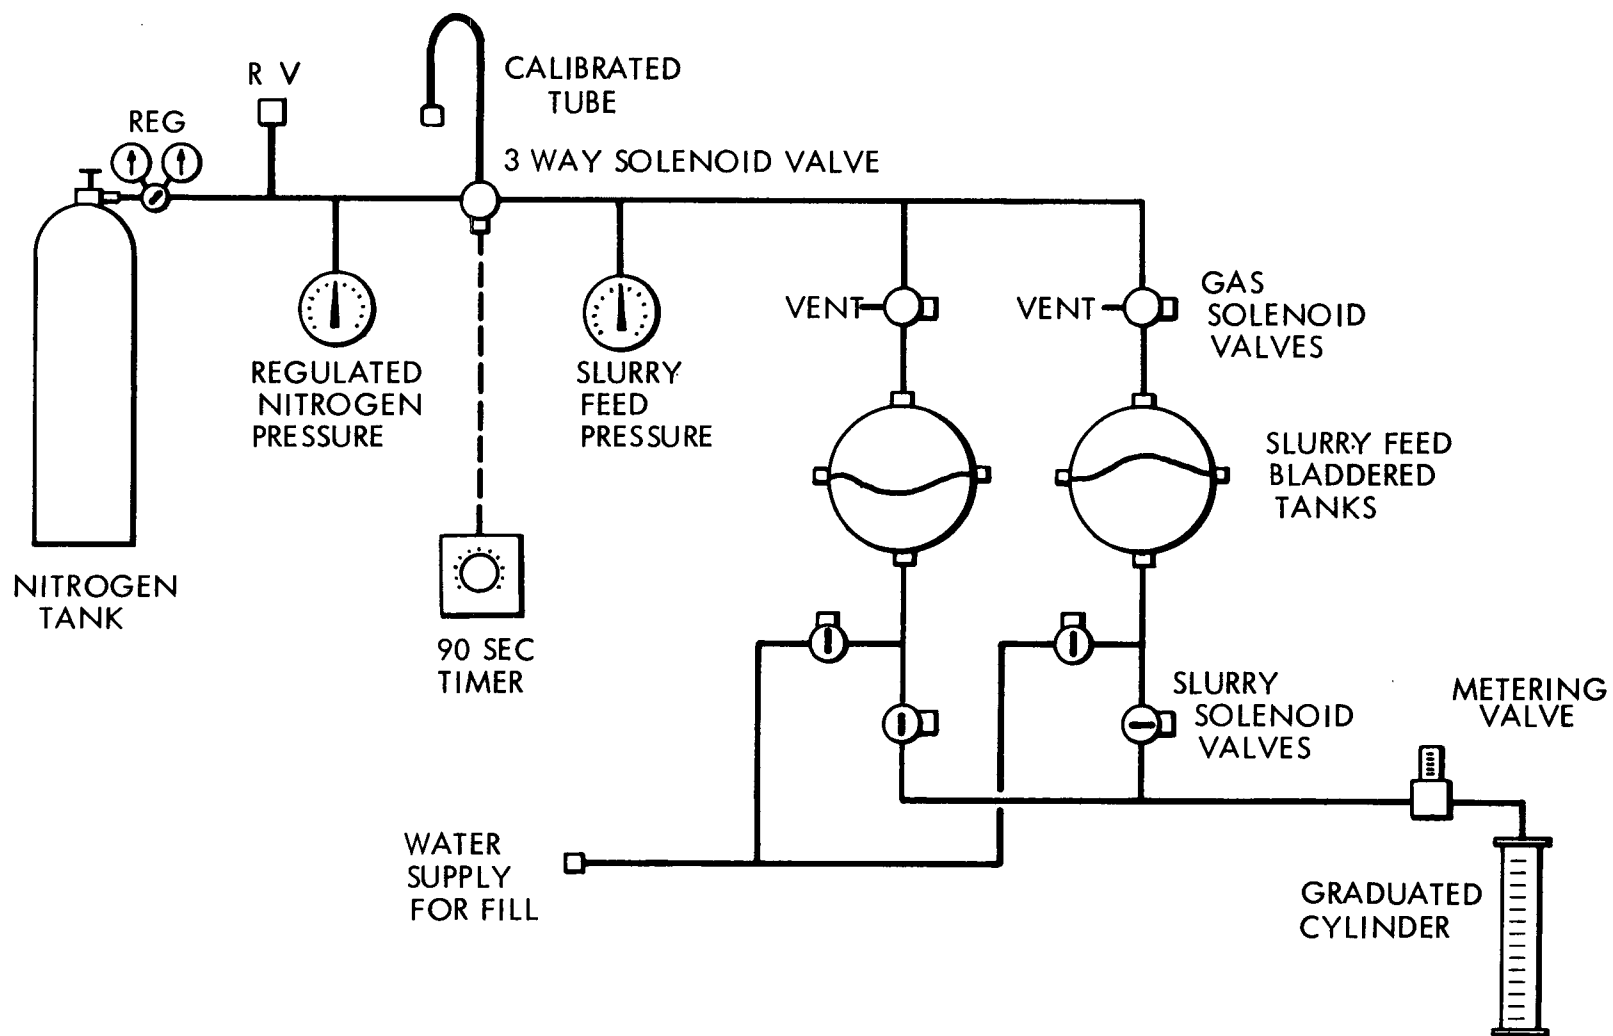 R V
CALIBRATED
TUBE
REG
3 WAY SOLENOID VALVE
VENT
VENT
GAS
SOLENOID
VALVES
REGULATED
NITROGEN
PRESSURE
SLURRY
FEED
PRESSURE
SLURRY FEED
BLADDERED
TANKS
NITROGEN
TANK
90 SEC
TIMER
SLURRY
SOLENOID
VALVES
METERING
VALVE
WATER
SUPPLY
FOR FILL
GRADUATED
CYLINDER